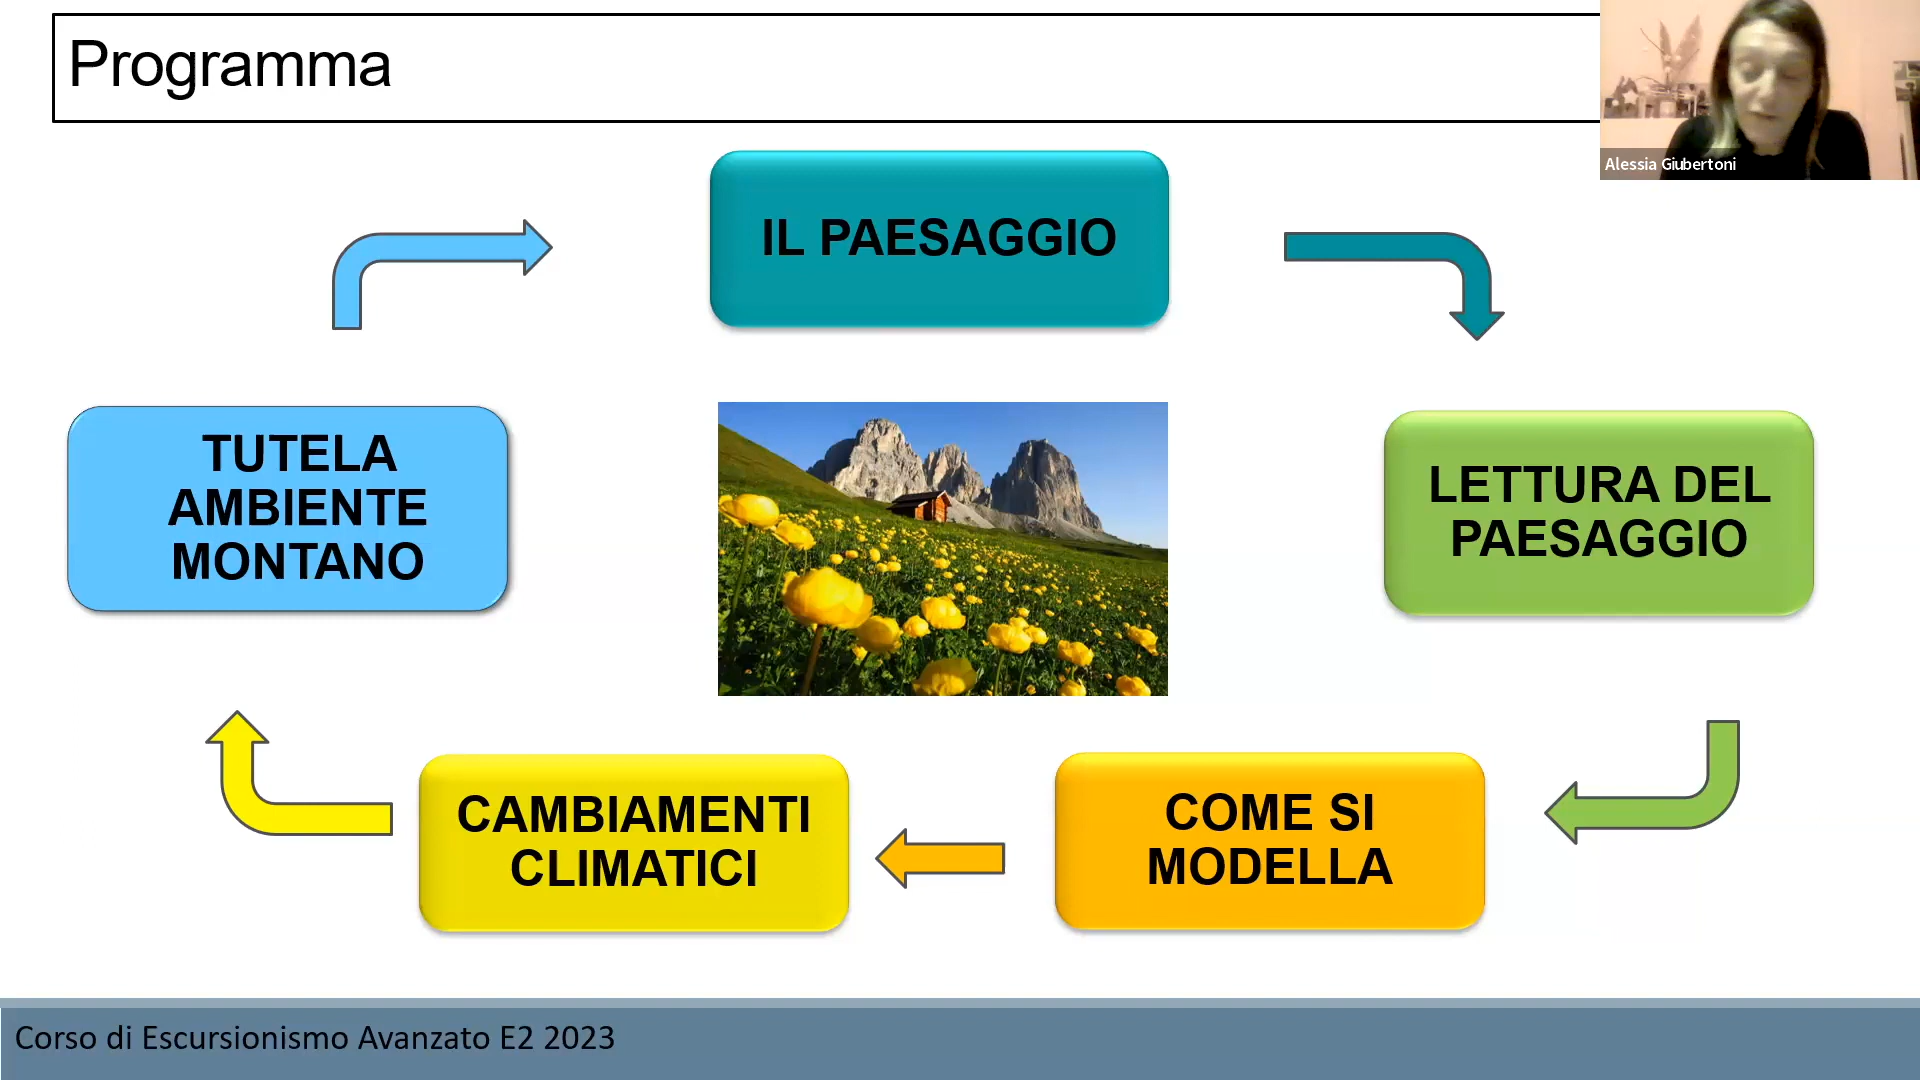 Programma
Alessia Giubertoni
IL PAESAGGIO
TUTELA
AMBIENTE
MONTANO
LETTURA DEL
PAESAGGIO
CAMBIAMENTI
CLIMATICI
COME SI
MODELLA
Corso di Escursionismo Avanzato E2 2023